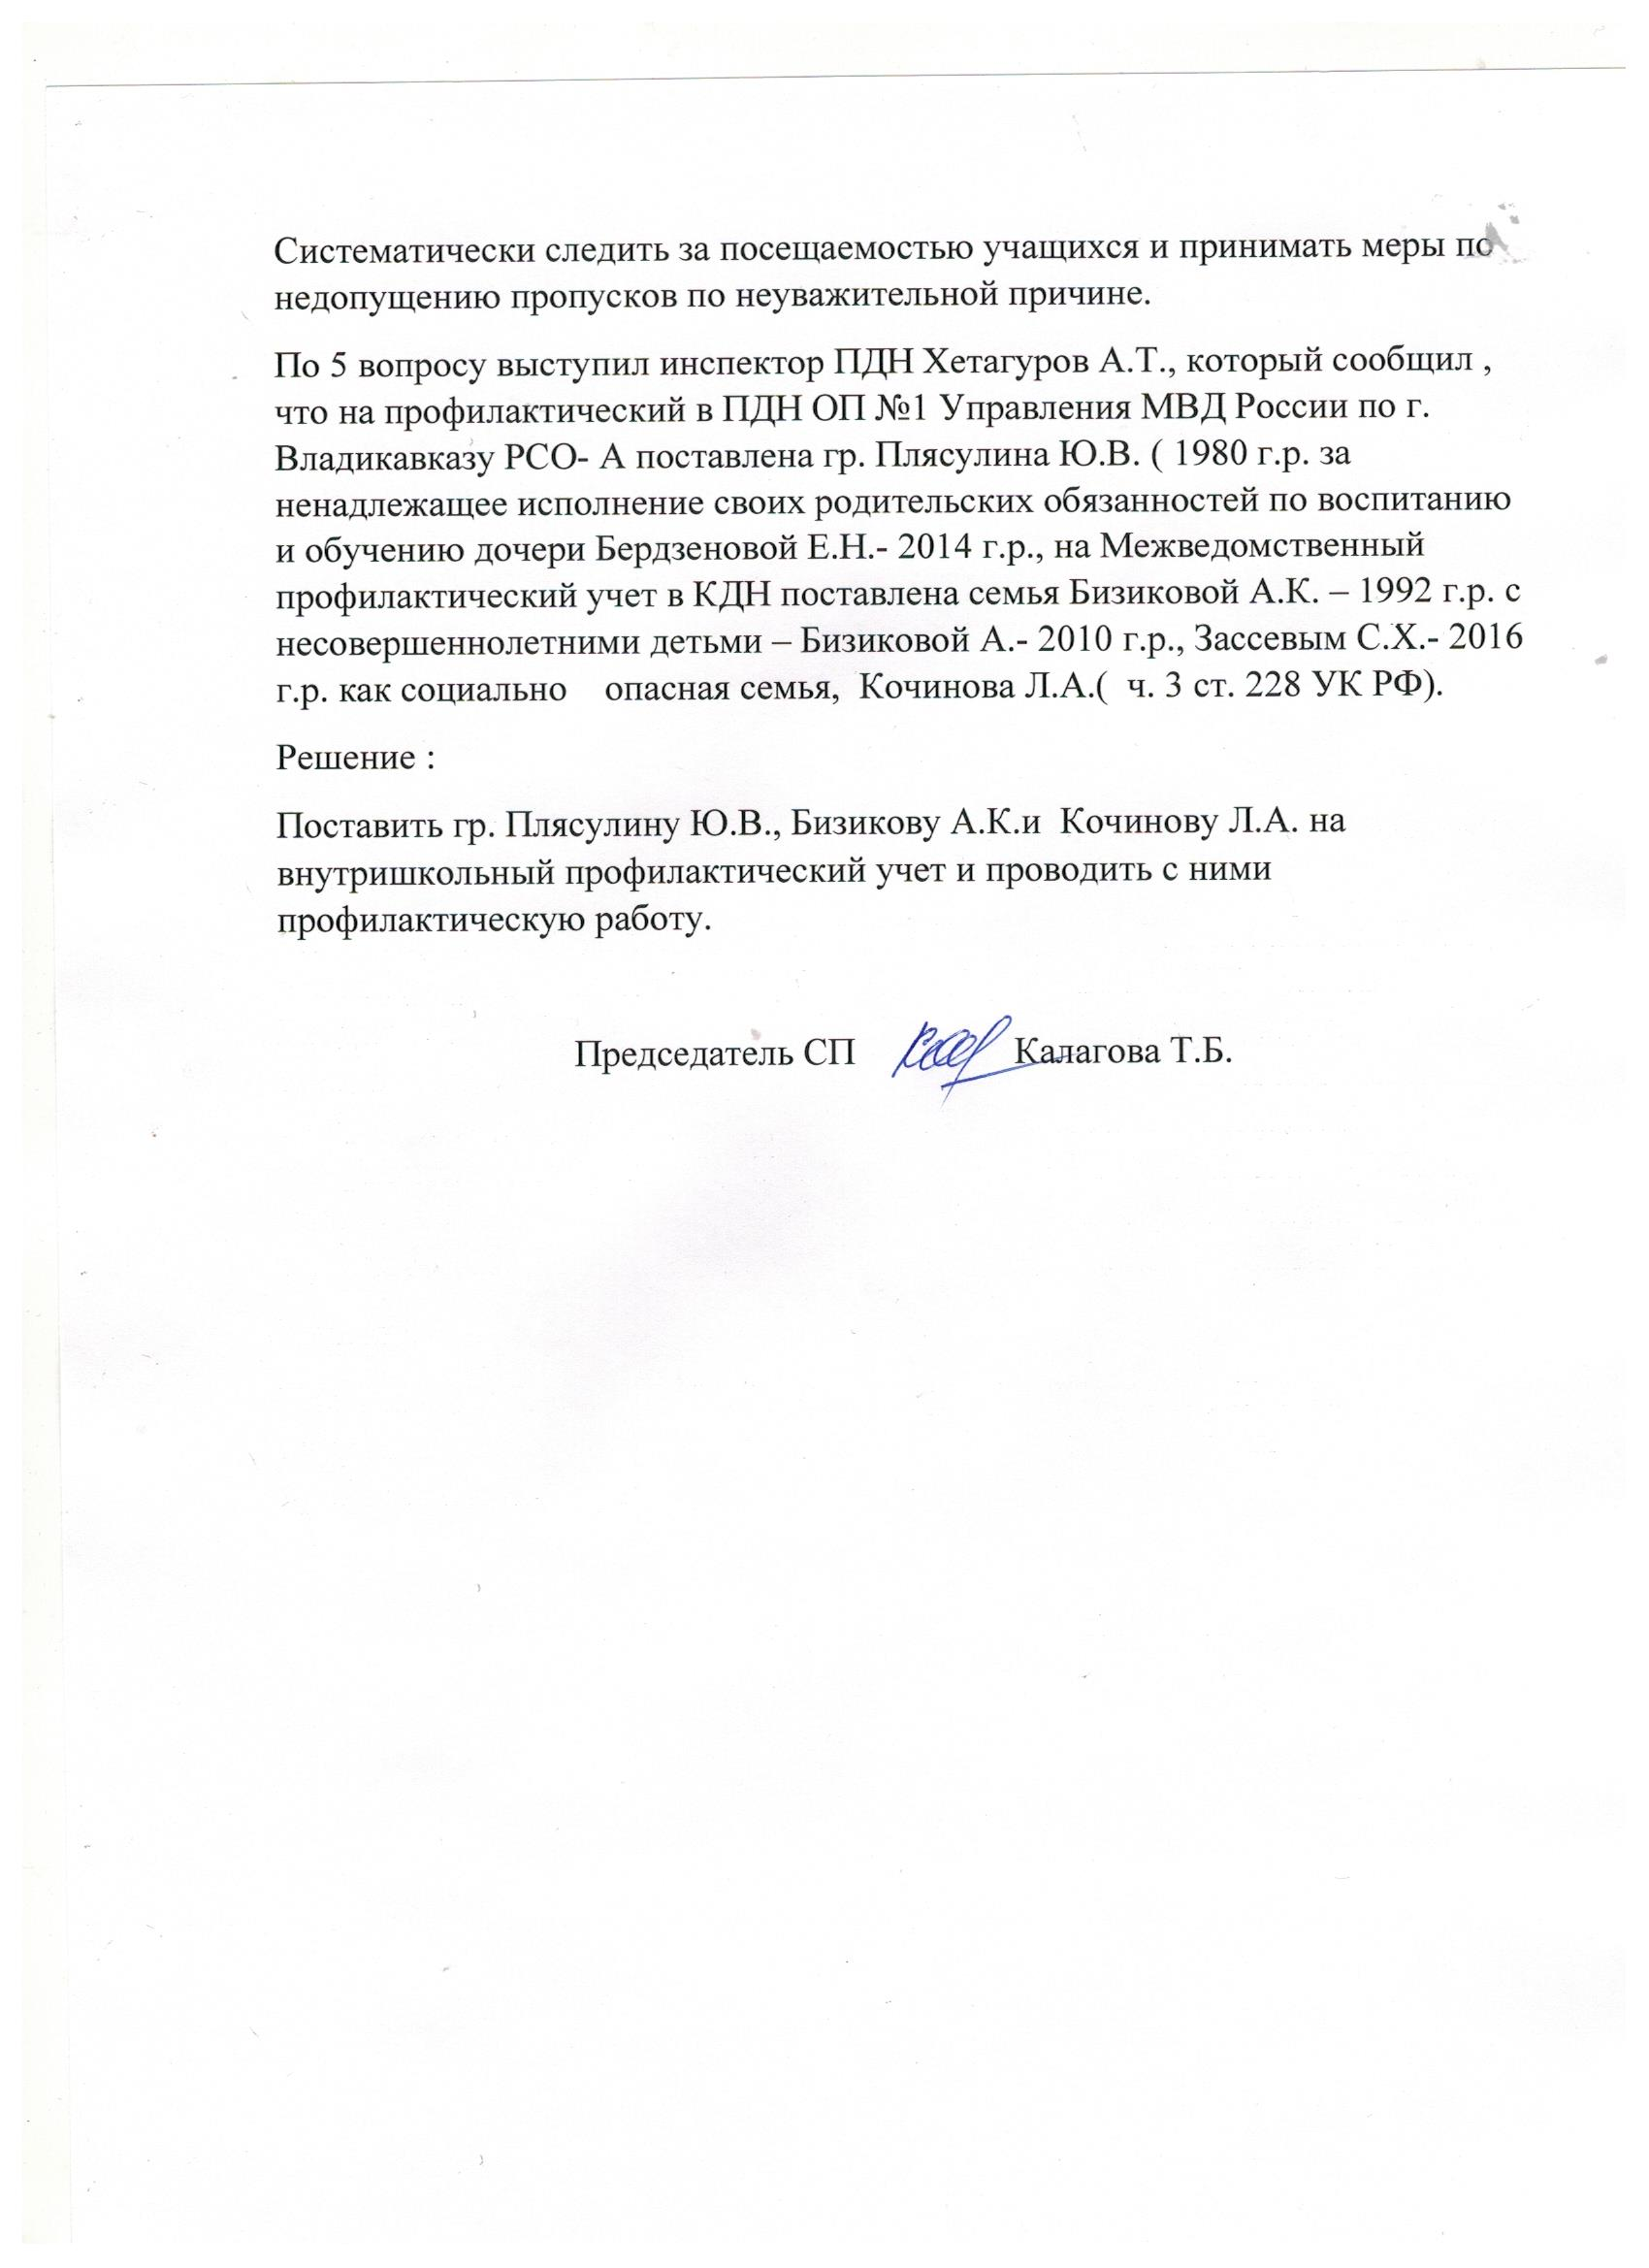 Систематически следить за посещаемостью учащихся и принимать меры по
недопущению пропусков по неуважительной причине.
По 5 вопросу выступил инспектор ПДН Хетагуров А.Т., который сообщил ,
что на профилактический в ПДН ОП №1 Управления МВД России по г.
Владикавказу РСО- А поставлена гр. Плясулина Ю.В. ( 1980 г.р. за
ненадлежащее исполнение своих родительских обязанностей по воспитанию
и обучению дочери Бердзеновой Е.Н.- 2014 г.р., на Межведомственный
профилактический учет в КДН поставлена семья Бизиковой А.К. – 1992 г.р. с
несовершеннолетними детьми – Бизиковой А.- 2010 г.р., Зассевым С.Х.- 2016
г.р. как социально    опасная семья,  Кочинова Л.А.(  ч. 3 ст. 228 УК РФ).
Решение :
Поставить гр. Плясулину Ю.В., Бизикову А.К.и  Кочинову Л.А. на
внутришкольный профилактический учет и проводить с ними
профилактическую работу.
Председатель СП Калагова Т.Б.